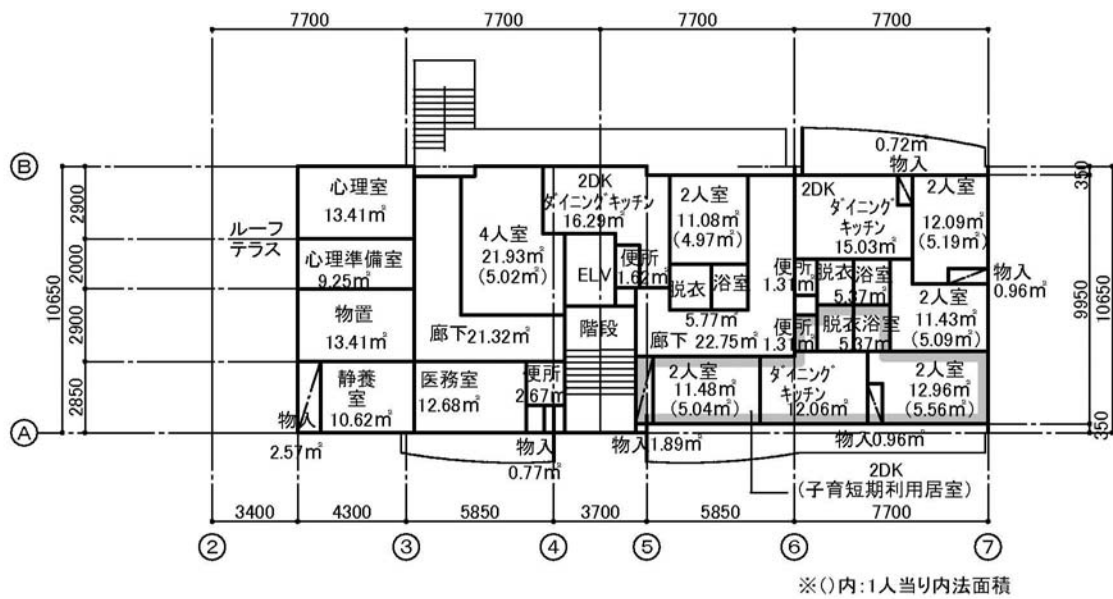 7700 7700 7700 7700
Ⓑ
Ⓐ
10650
2900
2000
2900
2850
ルーフ
テラス
心理室
13.41㎡
心理準備室
9.25㎡
物置
13.41㎡
静養
室
10.62㎡
物入
2.57㎡
4人室
21.93㎡
(5.02㎡)
廊下21.32㎡
医務室
12.68㎡
便所
2.67㎡
物入
0.77㎡
2DK
ダイニングキッチン
16.29㎡
ELV
階段
便所
1.62㎡
2人室
11.08㎡
(4.97㎡)
脱衣
浴室
5.77㎡
廊下 22.75㎡
物入1.89㎡
2人室
11.48㎡
(5.04㎡)
ダイニング
キッチン
12.06㎡
2人室
12.96㎡
(5.56㎡)
物入0.96㎡
2DK
(子育短期利用居室)
0.72㎡
物入
2DK
ダイニング
キッチン
15.03㎡
2人室
12.09㎡
(5.19㎡)
物入
0.96㎡
便所
1.31㎡
脱衣
浴室
5.37㎡
便所
1.31㎡
脱衣浴室
5.37㎡
2人室
11.43㎡
(5.09㎡)
350
9950
10650
350
3400 4300 5850 3700 5850 7700
② ③ ④ ⑤ ⑥ ⑦
※()内:1人当り内法面積